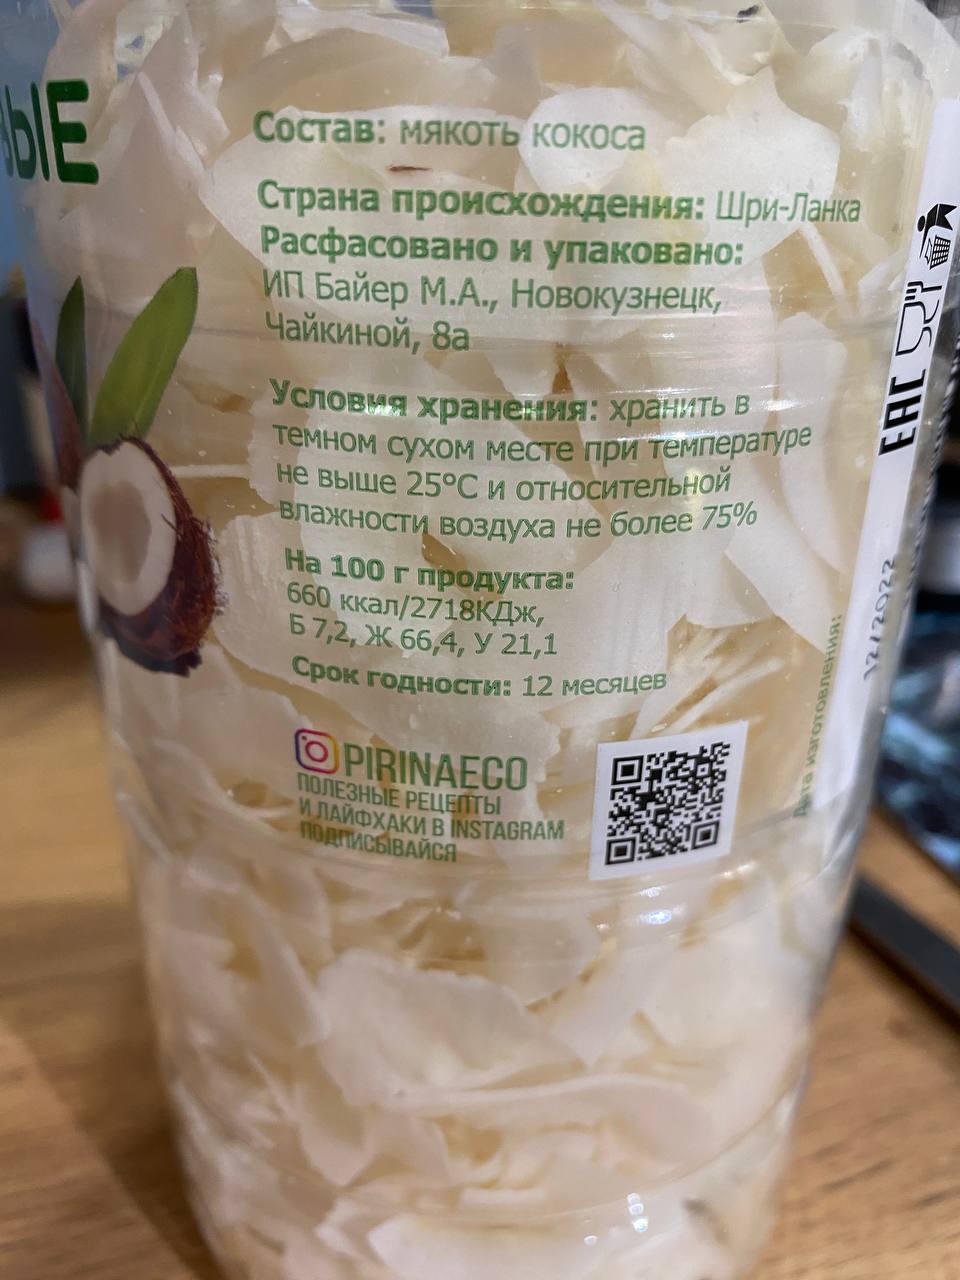 ЫЕ
Состав: мякоть кокоса
Страна происхождения: Шри-Ланка
Расфасовано и упаковано:
ИП Байер М.А., Новокузнецк,
Чайкиной, 8а
Условия хранения: хранить в
темном сухом месте при температуре
не выше 25°С и относительной
влажности воздуха не более 75%
На 100 г продукта:
660 ккал/2718КДж,
Б 7,2, Ж 66,4, У 21,1
Срок годности: 12 месяцев
PIRINAECO
ПОЛЕЗНЫЕ РЕЦЕПТЫ
И ЛАЙФХАКИ В INSTAGRAM
ПОДПИСЫВАЙСЯ
Дата изготовления:
12/2022
EAC